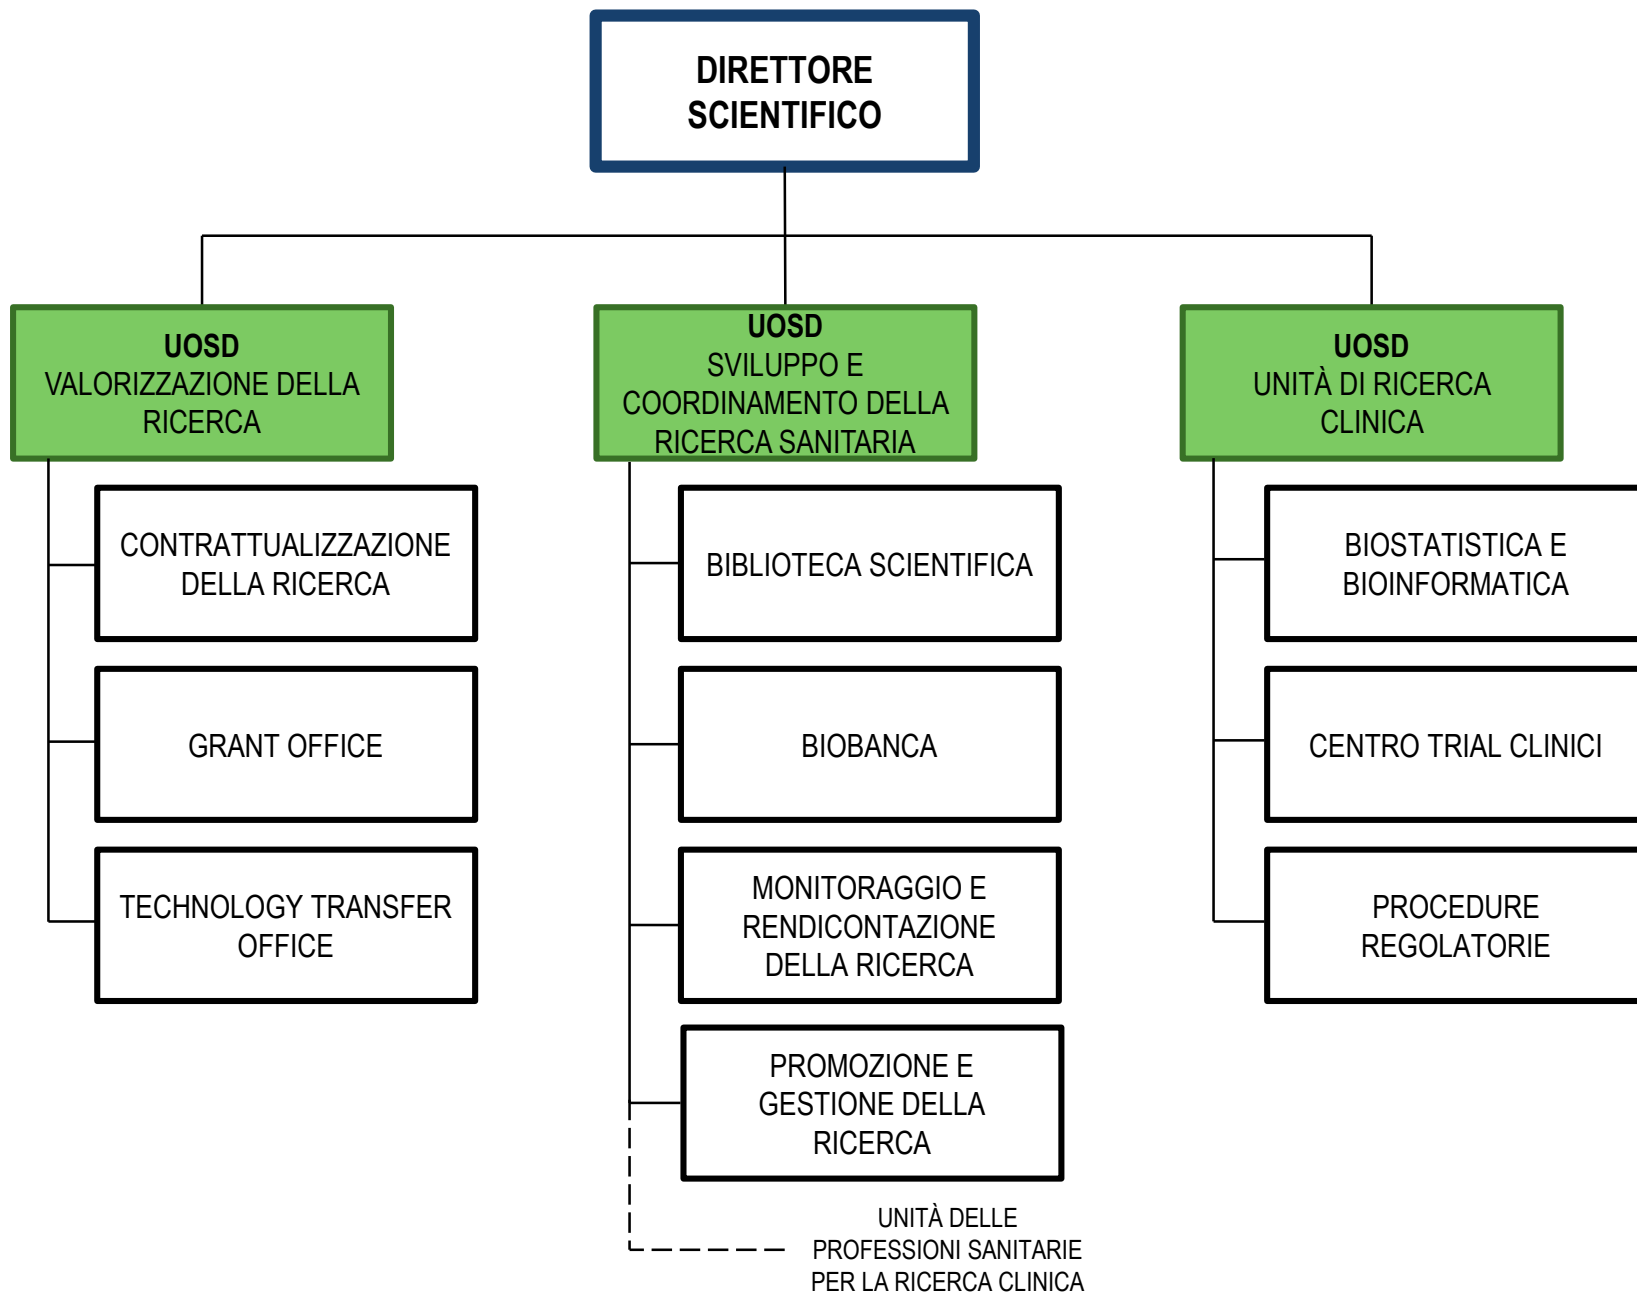 DIRETTORE
SCIENTIFICO
UOSD
VALORIZZAZIONE DELLA
RICERCA
CONTRATTUALIZZAZIONE
DELLA RICERCA
GRANT OFFICE
TECHNOLOGY TRANSFER
OFFICE
UOSD
SVILUPPO E
COORDINAMENTO DELLA
RICERCA SANITARIA
BIBLIOTECA SCIENTIFICA
BIOBANCA
MONITORAGGIO E
RENDICONTAZIONE
DELLA RICERCA
PROMOZIONE E
GESTIONE DELLA
RICERCA
UNITÀ DELLE
PROFESSIONI SANITARIE
PER LA RICERCA CLINICA
UOSD
UNITÀ DI RICERCA
CLINICA
BIOSTATISTICA E
BIOINFORMATICA
CENTRO TRIAL CLINICI
PROCEDURE
REGOLATORIE